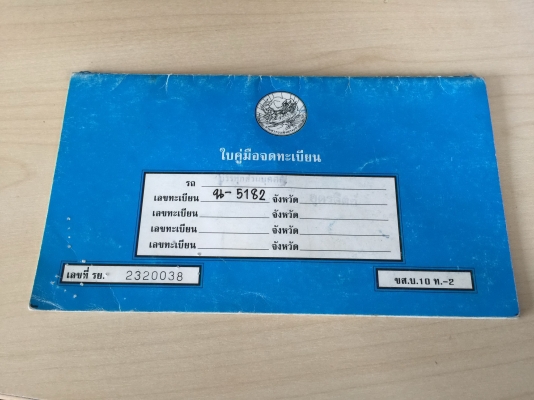 ใบคู่มือจดทะเบียน
รถ
เลขทะเบียน น-5182 จังหวัด
เลขทะเบียน จังหวัด
เลขทะเบียน จังหวัด
เลขทะเบียน จังหวัด
เลขที่ รย. 2320038
ขส.บ.10 ท.-2